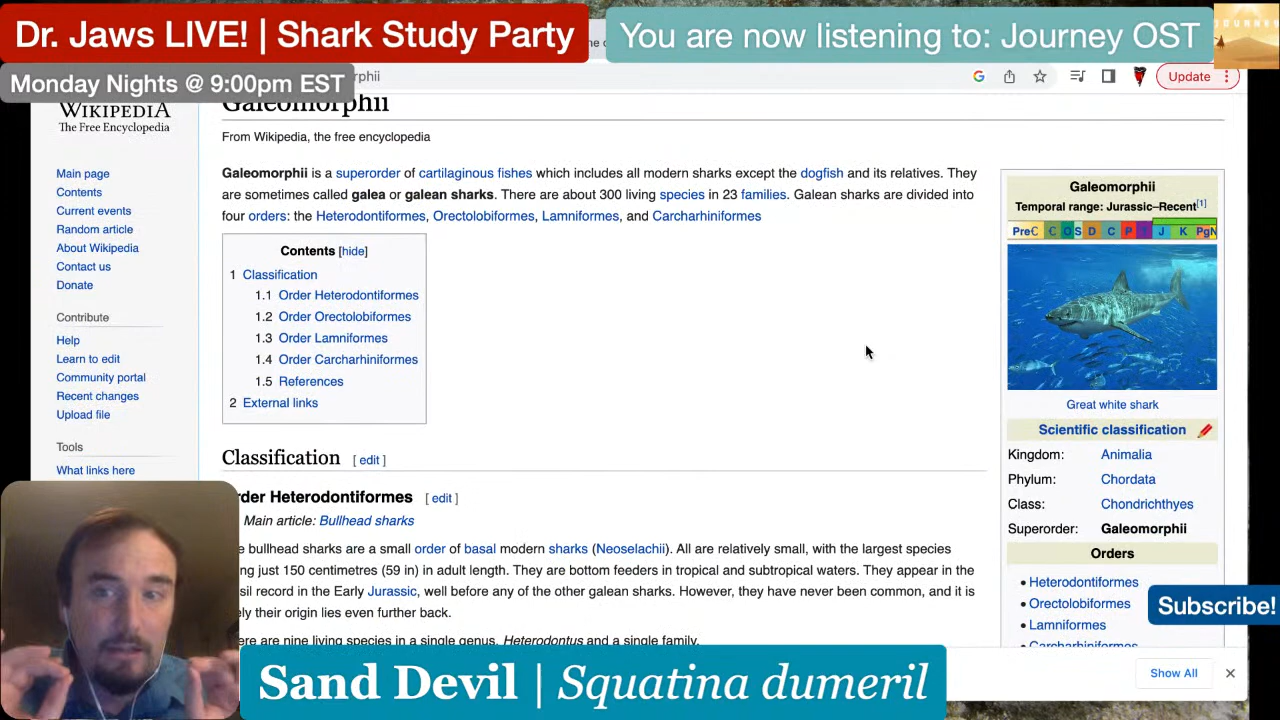 Dr. Jaws LIVE! | Shark Study Party
You are now listening to: Journey OST
JOURNEY
Monday Nights @ 9:00pm EST
Update
Galeomorphii
WIKIPEDIA
The Free Encyclopedia
Main page
Contents
Current events
Random article
About Wikipedia
Contact us
Donate
Contribute
Help
Learn to edit
Community portal
Recent changes
Upload file
Tools
What links here
From Wikipedia, the free encyclopedia
Galeomorphii is a superorder of cartilaginous fishes which includes all modern sharks except the dogfish and its relatives. They
are sometimes called galea or galean sharks. There are about 300 living species in 23 families. Galean sharks are divided into
four orders: the Heterodontiformes, Orectolobiformes, Lamniformes, and Carcharhiniformes
Contents [hide]
1 Classification
1.1 Order Heterodontiformes
1.2 Order Orectolobiformes
1.3 Order Lamniformes
1.4 Order Carcharhiniformes
1.5 References
2 External links
Classification [ edit ]
rder Heterodontiformes [ edit ]
Main article: Bullhead sharks
e bullhead sharks are a small order of basal modern sharks (Neoselachii). All are relatively small, with the largest species
ng just 150 centimetres (59 in) in adult length. They are bottom feeders in tropical and subtropical waters. They appear in the
sil record in the Early Jurassic, well before any of the other galean sharks. However, they have never been common, and it is
ely their origin lies even further back.
ere are nine living species in a single genus, Heterodontus and a single family.
Galeomorphii
Temporal range: Jurassic–Recent[1]
PreЄ Є O S D C P T J K PgN
Great white shark
Scientific classification
Kingdom: Animalia
Phylum: Chordata
Class: Chondrichthyes
Superorder: Galeomorphii
Orders
• Heterodontiformes
• Orectolobiformes
• Lamniformes
• Carcharhiniformes
Subscribe!
Show All
Sand Devil | Squatina dumeril